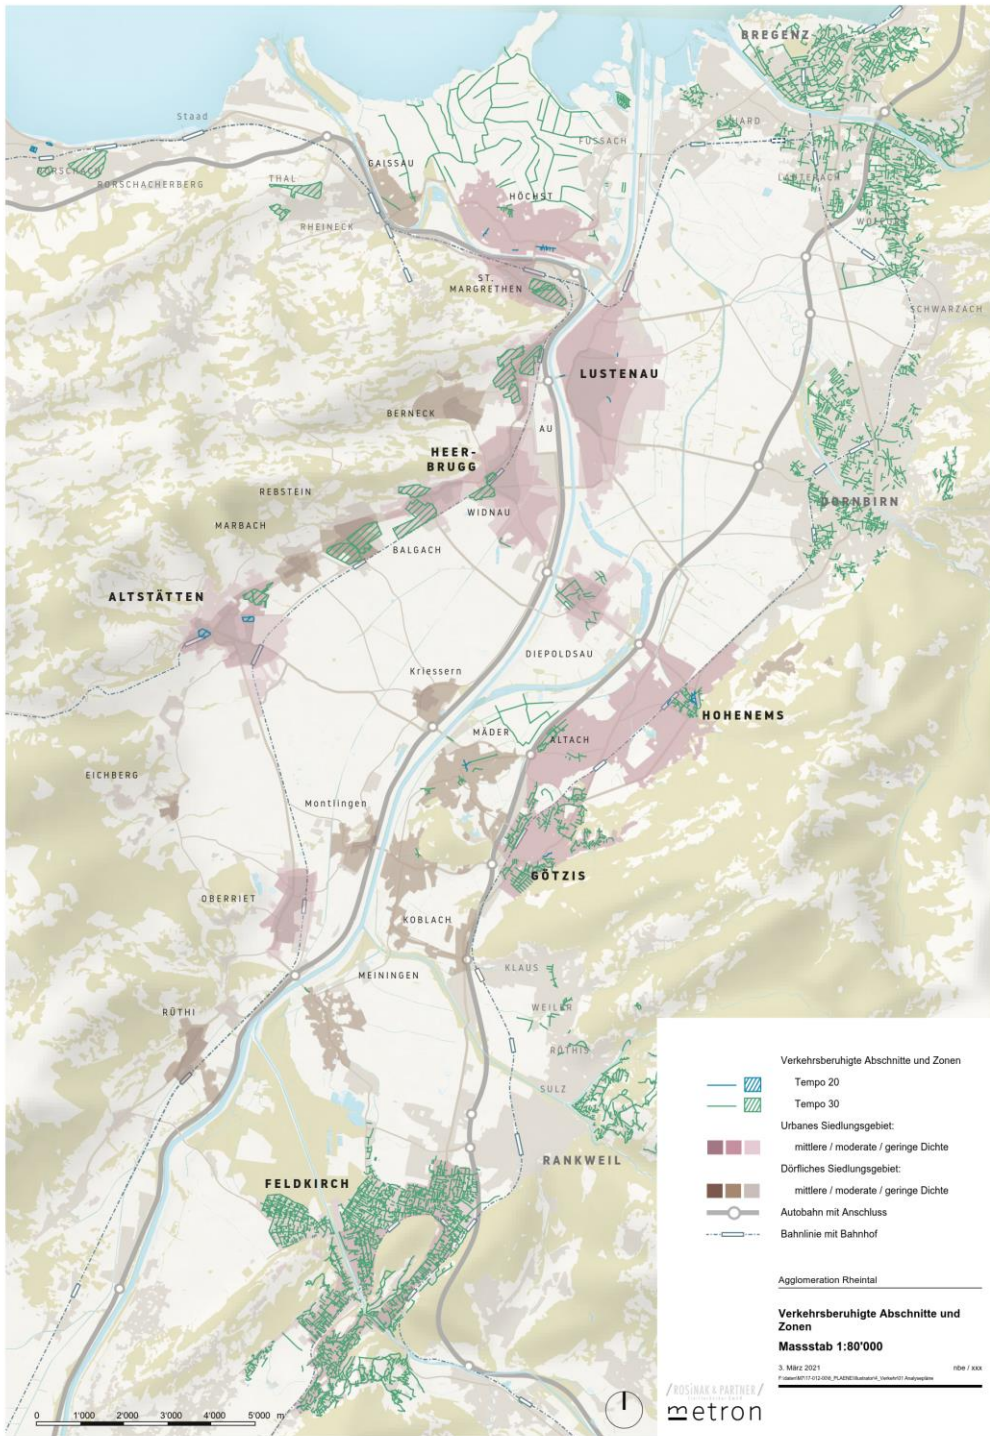 BREGENZ
Staad
HARD
FUSSACH
GAISSAU
RORSCHACH
RORSCHACHERBERG
THAL
LAUTERACH
HÖCHST
WOLFURT
RHEINECK
ST.
MARGRETHEN
SCHWARZACH
LUSTENAU
BERNECK
AU
HEER-
BRUGG
REBSTEIN
DORNBIRN
WIDNAU
MARBACH
BALGACH
ALTSTÄTTEN
DIEPOLDSAU
Kriessern
HOHENEMS
MÄDER
ALTACH
EICHBERG
Montlingen
GÖTZIS
OBERRIET
KOBLACH
KLAUS
MEININGEN
WEILER
RÜTHI
RÖTHIS
SULZ
RANKWEIL
FELDKIRCH
Verkehrsberuhigte Abschnitte und Zonen
Tempo 20
Tempo 30
Urbanes Siedlungsgebiet:
mittlere / moderate / geringe Dichte
Dörfliches Siedlungsgebiet:
mittlere / moderate / geringe Dichte
Autobahn mit Anschluss
Bahnlinie mit Bahnhof
Agglomeration Rheintal
Verkehrsberuhigte Abschnitte und
Zonen
Massstab 1:80'000
3. März 2021 nbe / xxx
/ROSINAK & PARTNER/
metron
0 1'000 2'000 3'000 4'000 5'000 m